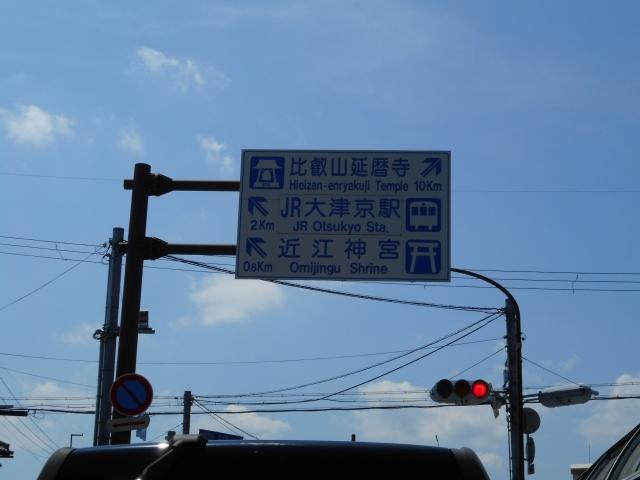 比叡山延暦寺
Hieizan-enryakuji Temple 10Km
JR大津京駅
2Km JR Otsukyo Sta.
近江神宮
0.8Km Omijingu Shrine